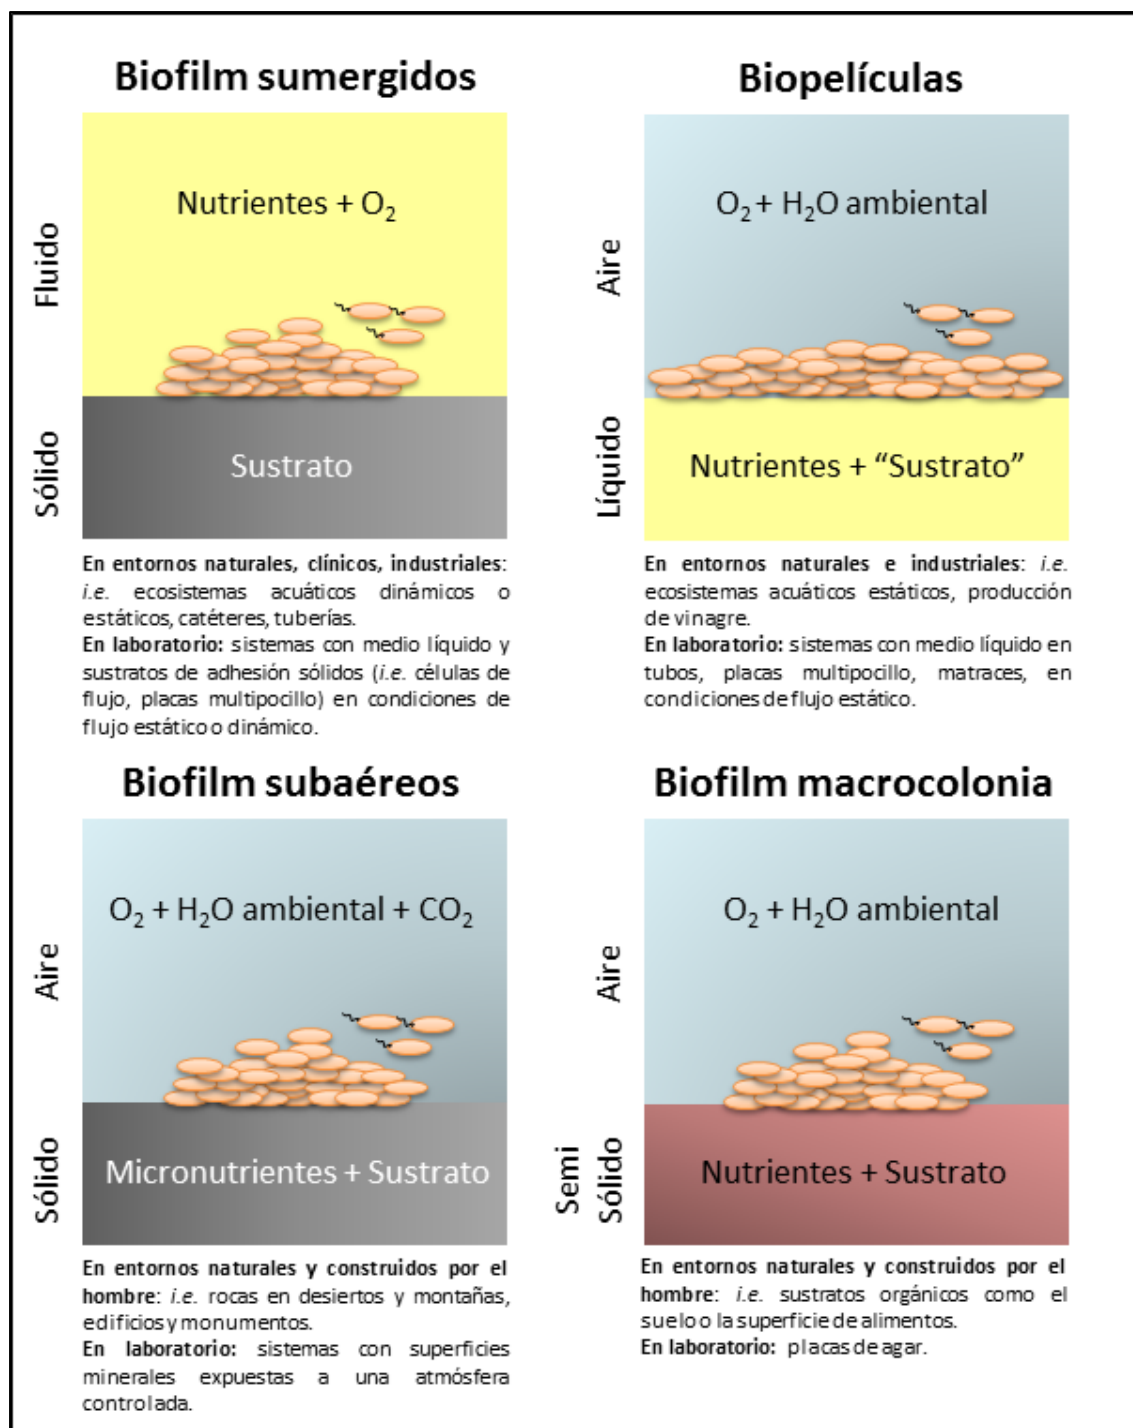 Biofilm sumergidos
Fluido
Nutrientes + O₂
Sólido
Sustrato
En entornos naturales, clínicos, industriales:
i.e. ecosistemas acuáticos dinámicos o
estáticos, catéteres, tuberías.
En laboratorio: sistemas con medio líquido y
sustratos de adhesión sólidos (i.e. células de
flujo, placas multipocillo) en condiciones de
flujo estático o dinámico.
Biopelículas
Aire
O₂ + H₂O ambiental
Líquido
Nutrientes + “Sustrato”
En entornos naturales e industriales: i.e.
ecosistemas acuáticos estáticos, producción
de vinagre.
En laboratorio: sistemas con medio líquido en
tubos, placas multipocillo, matraces, en
condiciones de flujo estático.
Biofilm subaéreos
Aire
O₂ + H₂O ambiental + CO₂
Sólido
Micronutrientes + Sustrato
En entornos naturales y construidos por el
hombre: i.e. rocas en desiertos y montañas,
edificios y monumentos.
En laboratorio: sistemas con superficies
minerales expuestas a una atmósfera
controlada.
Biofilm macrocolonia
Aire
O₂ + H₂O ambiental
Semi
Sólido
Nutrientes + Sustrato
En entornos naturales y construidos por el
hombre: i.e. sustratos orgánicos como el
suelo o la superficie de alimentos.
En laboratorio: placas de agar.